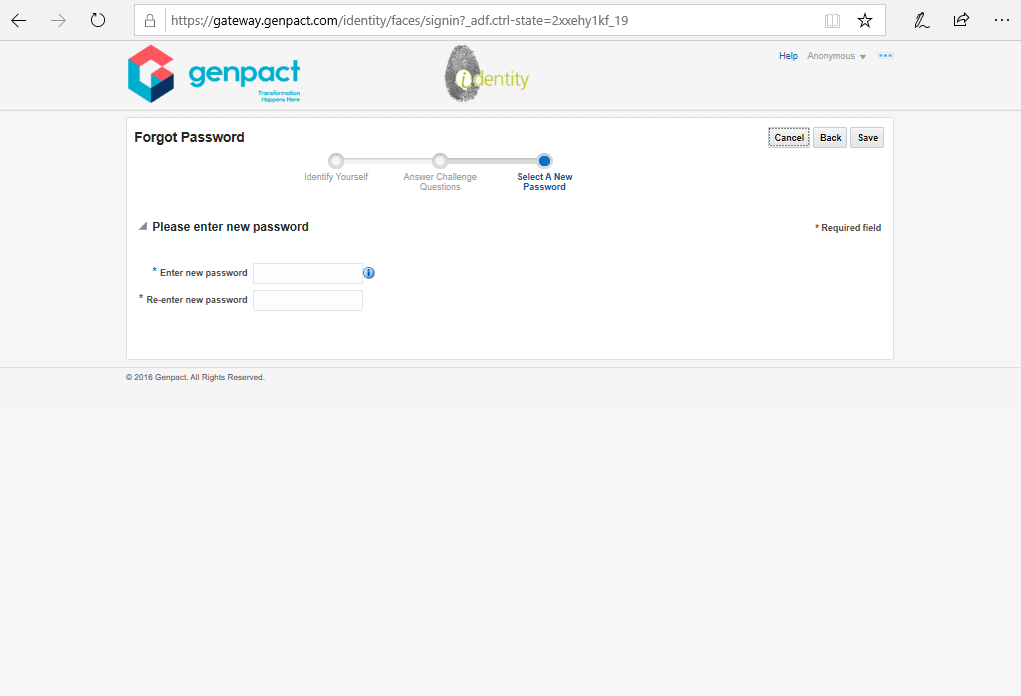 https://gateway.genpact.com/identity/faces/signin?_adf.ctrl-state=2xxehy1kf_19
genpact
Transformation
Happens Here
identity
Help Anonymous
Forgot Password
Cancel Back Save
Identify Yourself
Answer Challenge
Questions
Select A New
Password
Please enter new password
* Required field
* Enter new password
* Re-enter new password
© 2016 Genpact. All Rights Reserved.